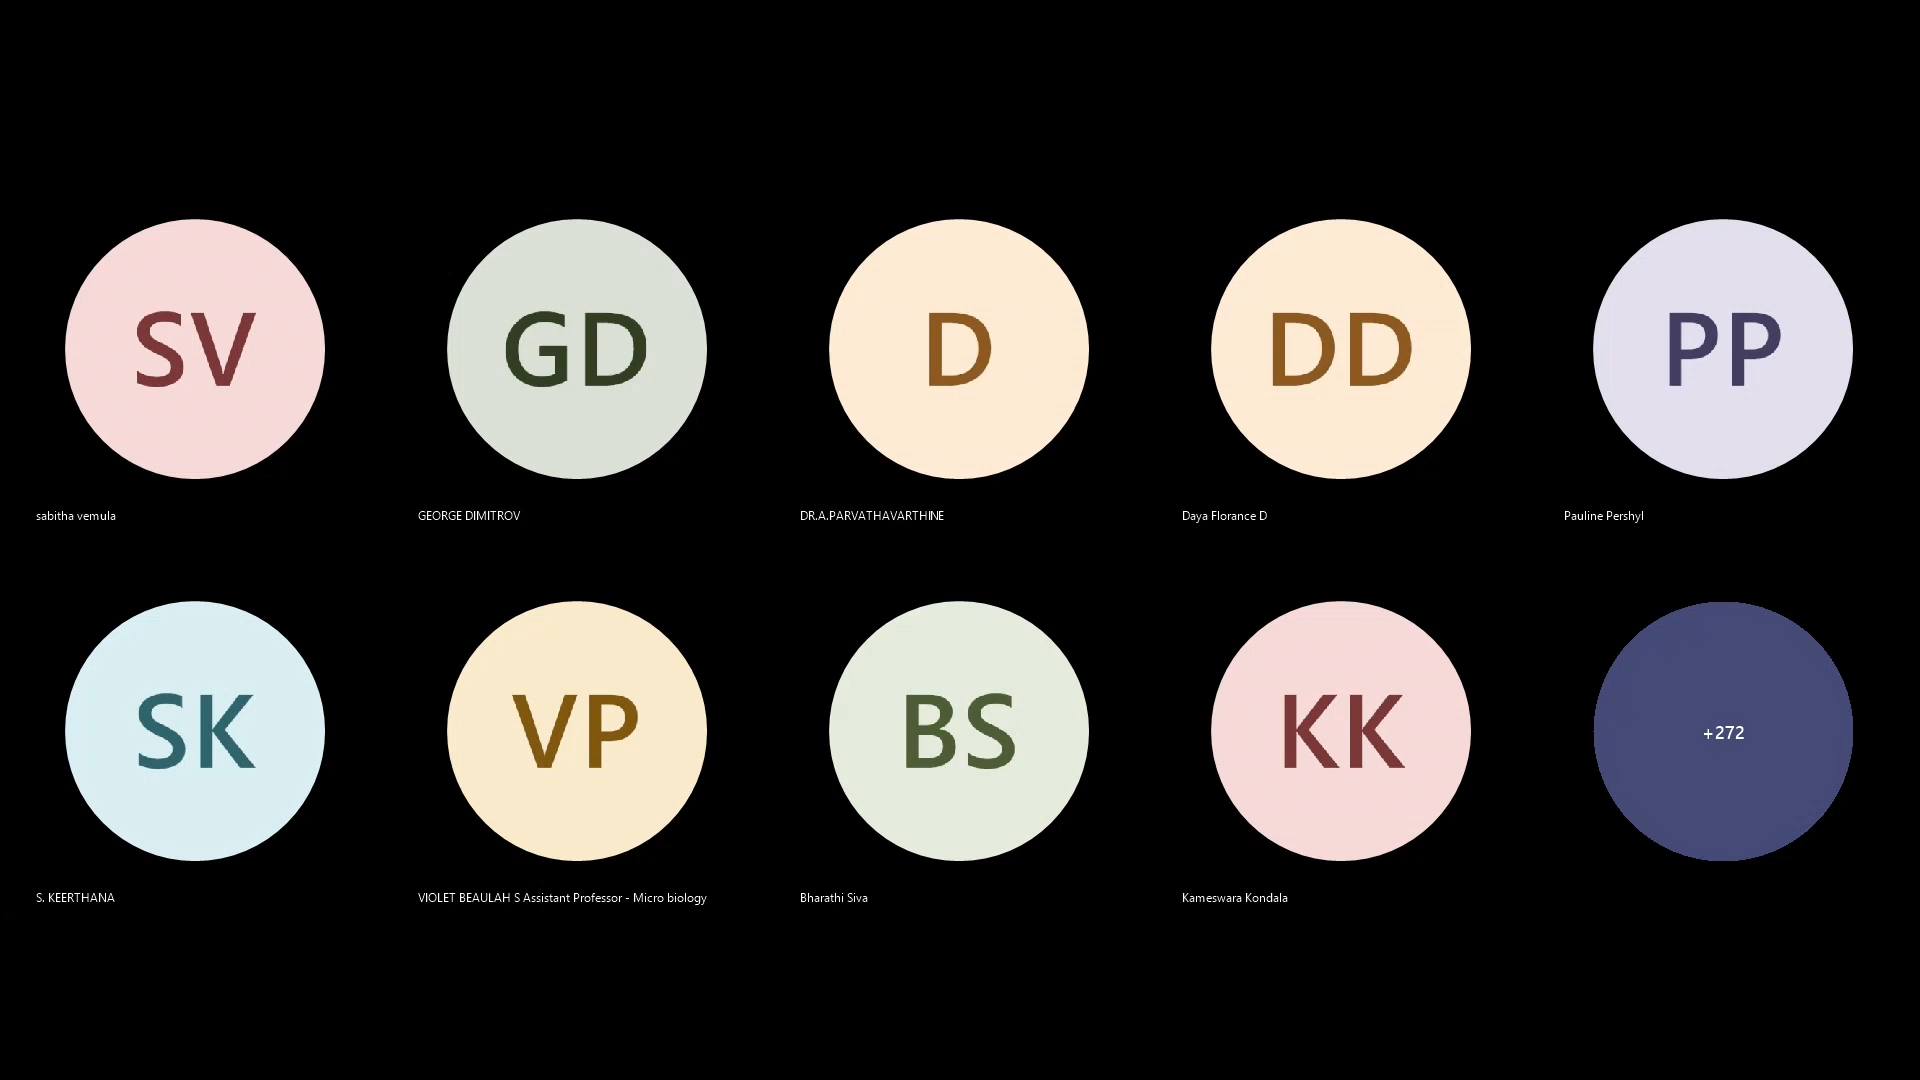 SV
GD
D
DD
PP
sabitha vemula
GEORGE DIMITROV
DR.A.PARVATHAVARTHINE
Daya Florance D
Pauline Pershyl
SK
VP
BS
KK
+272
S. KEERTHANA
VIOLET BEAULAH S Assistant Professor - Micro biology
Bharathi Siva
Kameswara Kondala